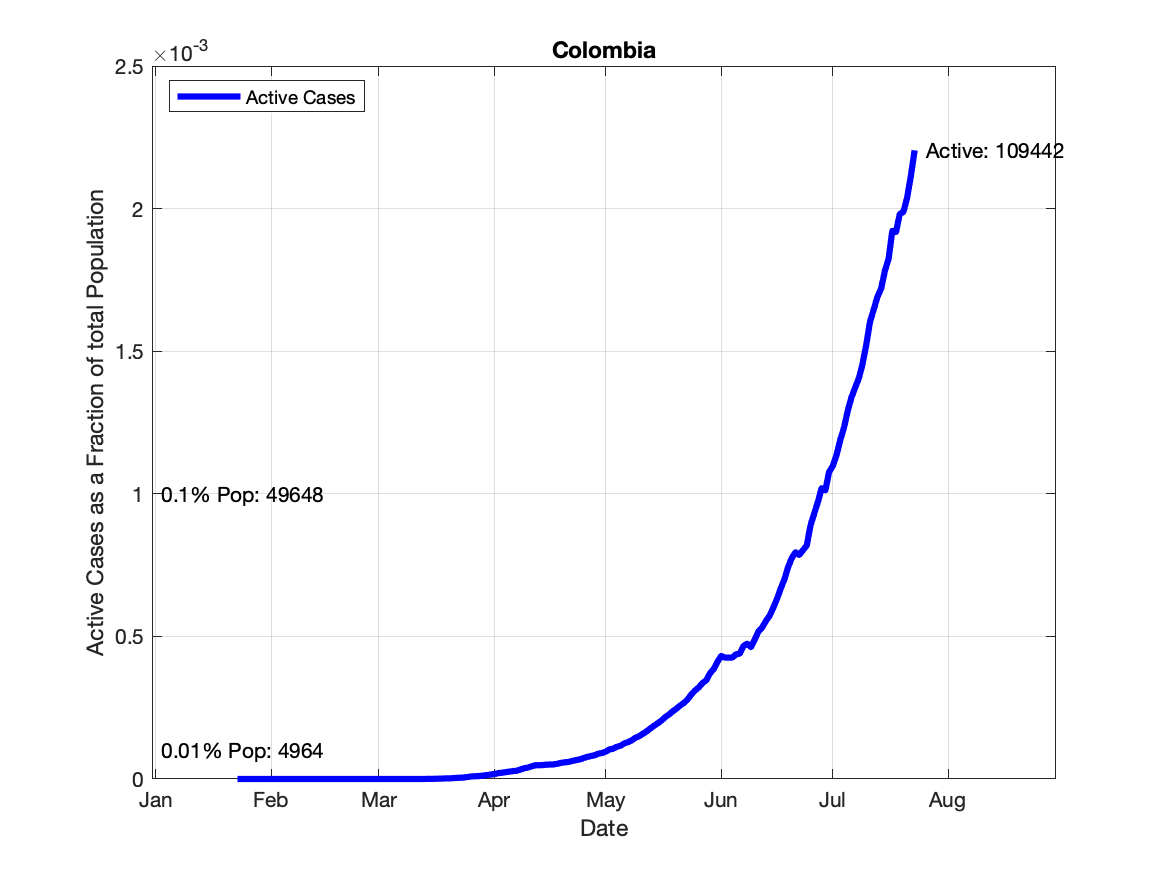 Colombia
×10-3
2.5
2
1.5
1
0.5
0
Active Cases
Active: 109442
0.1% Pop: 49648
0.01% Pop: 4964
Active Cases as a Fraction of total Population
Jan Feb Mar Apr May Jun Jul Aug
Date